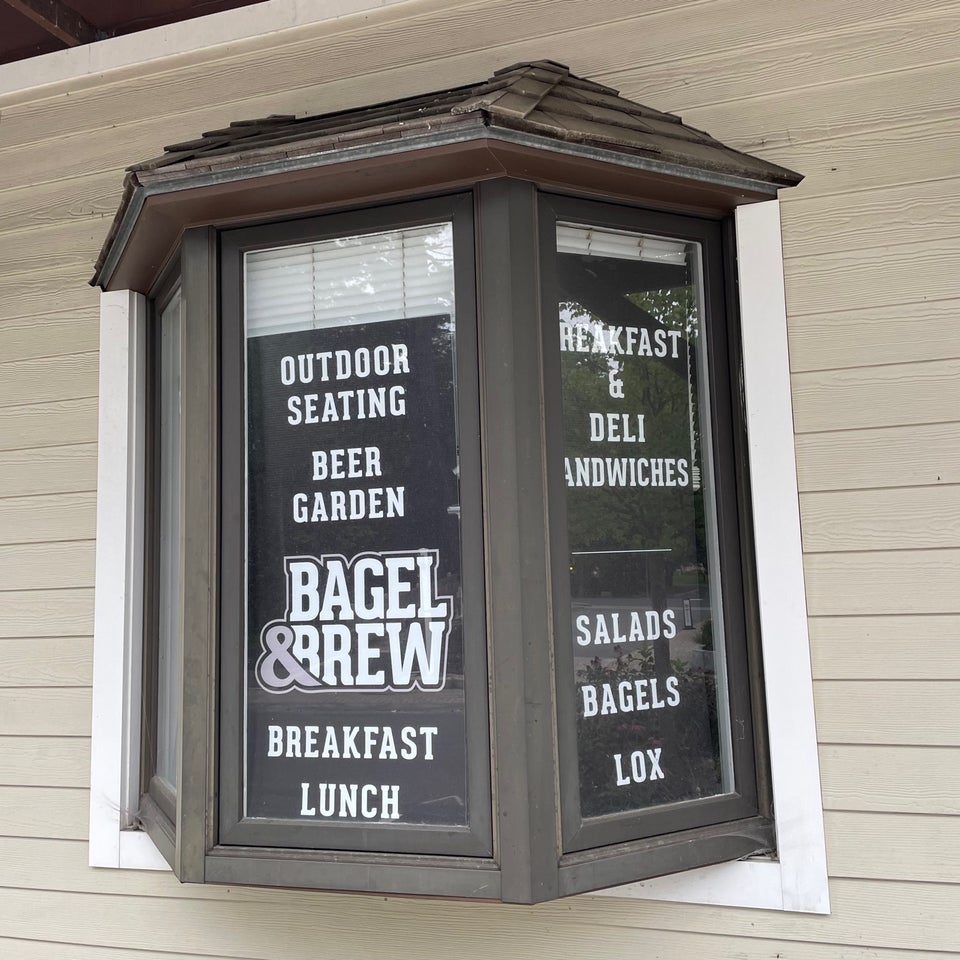 OUTDOOR
SEATING
BEER
GARDEN
BAGEL
&BREW
BREAKFAST
LUNCH
REAKFAST
&
DELI
ANDWICHES
SALADS
BAGELS
LOX